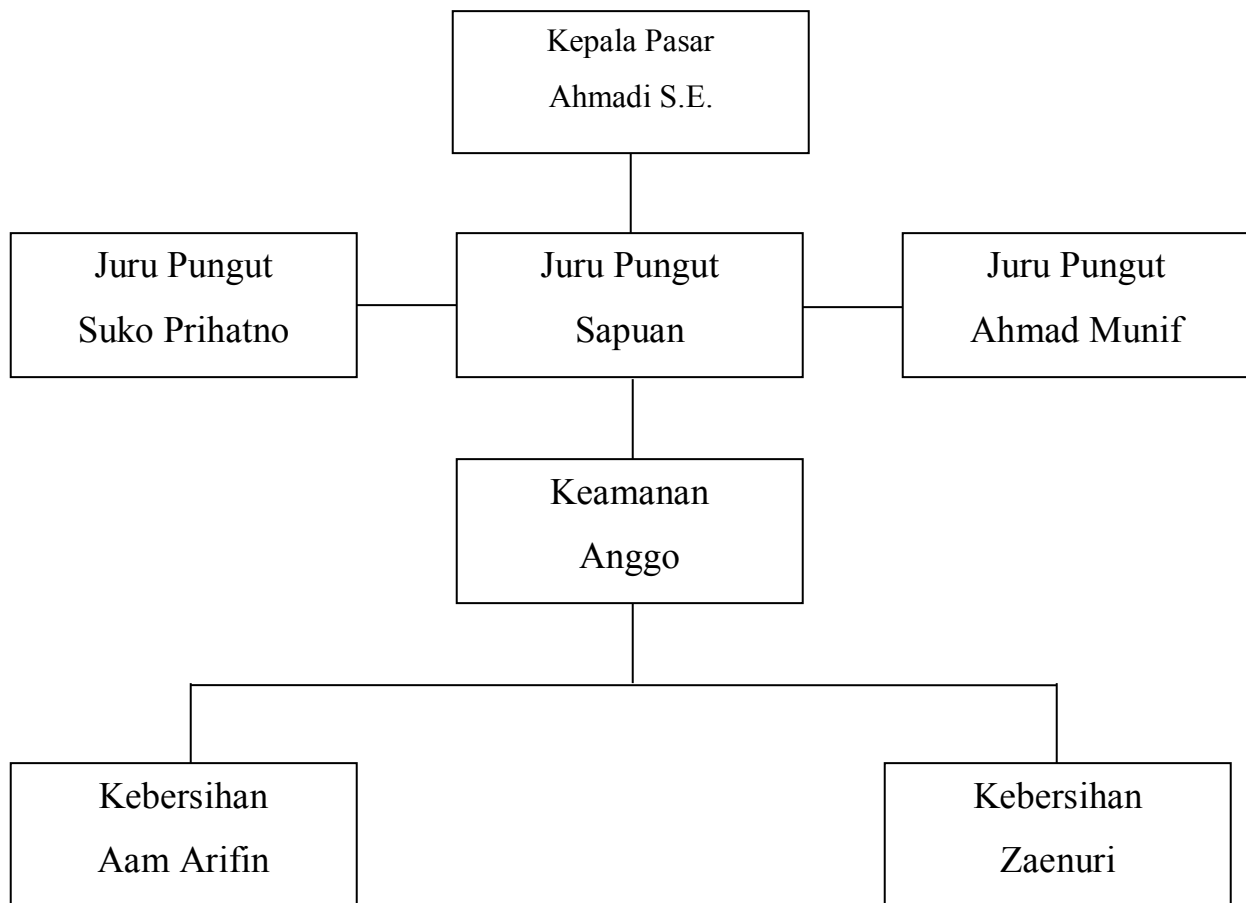 Kepala Pasar
Ahmadi S.E.
Juru Pungut
Suko Prihatno
Juru Pungut
Sapuan
Juru Pungut
Ahmad Munif
Keamanan
Anggo
Kebersihan
Aam Arifin
Kebersihan
Zaenuri